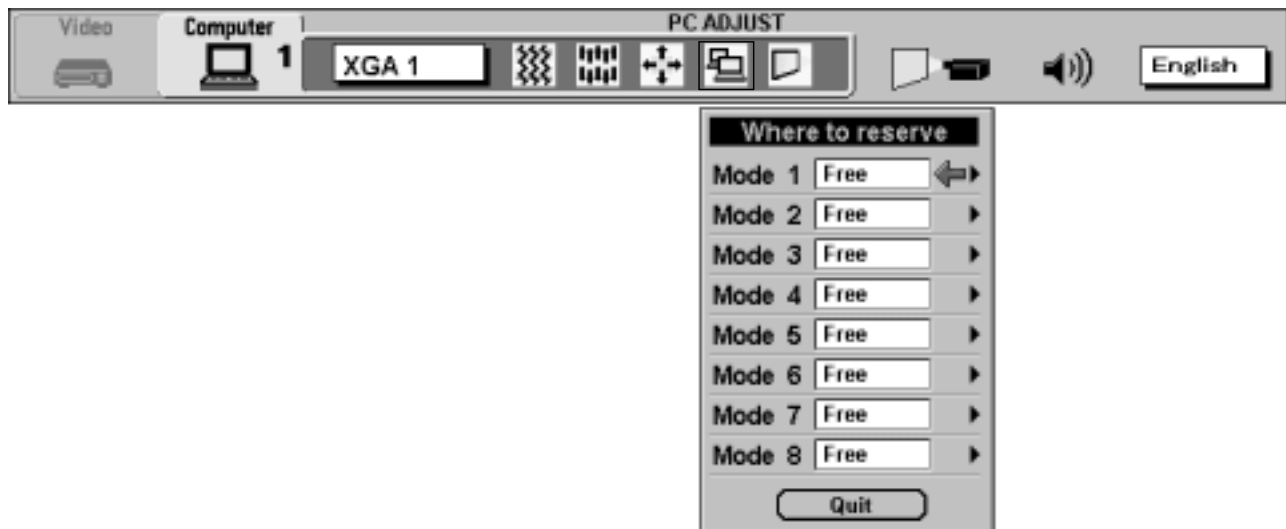 Video
Computer
1
PC ADJUST
XGA 1
English
Where to reserve
Mode 1 Free
Mode 2 Free
Mode 3 Free
Mode 4 Free
Mode 5 Free
Mode 6 Free
Mode 7 Free
Mode 8 Free
Quit